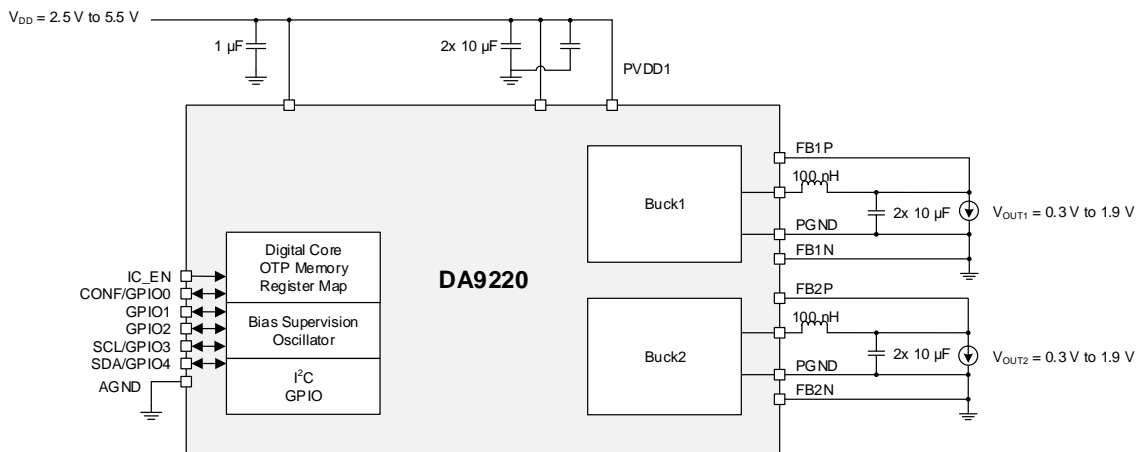 V_DD = 2.5 V to 5.5 V
1 µF
2x 10 µF
PVDD1
FB1P
100 nH
Buck1
2x 10 µF
V_OUT1 = 0.3 V to 1.9 V
PGND
FB1N
Digital Core
OTP Memory
Register Map
Bias Supervision
Oscillator
I²C
GPIO
IC_EN
CONF/GPIO0
GPIO1
GPIO2
SCL/GPIO3
SDA/GPIO4
AGND
DA9220
FB2P
100 nH
Buck2
2x 10 µF
V_OUT2 = 0.3 V to 1.9 V
PGND
FB2N